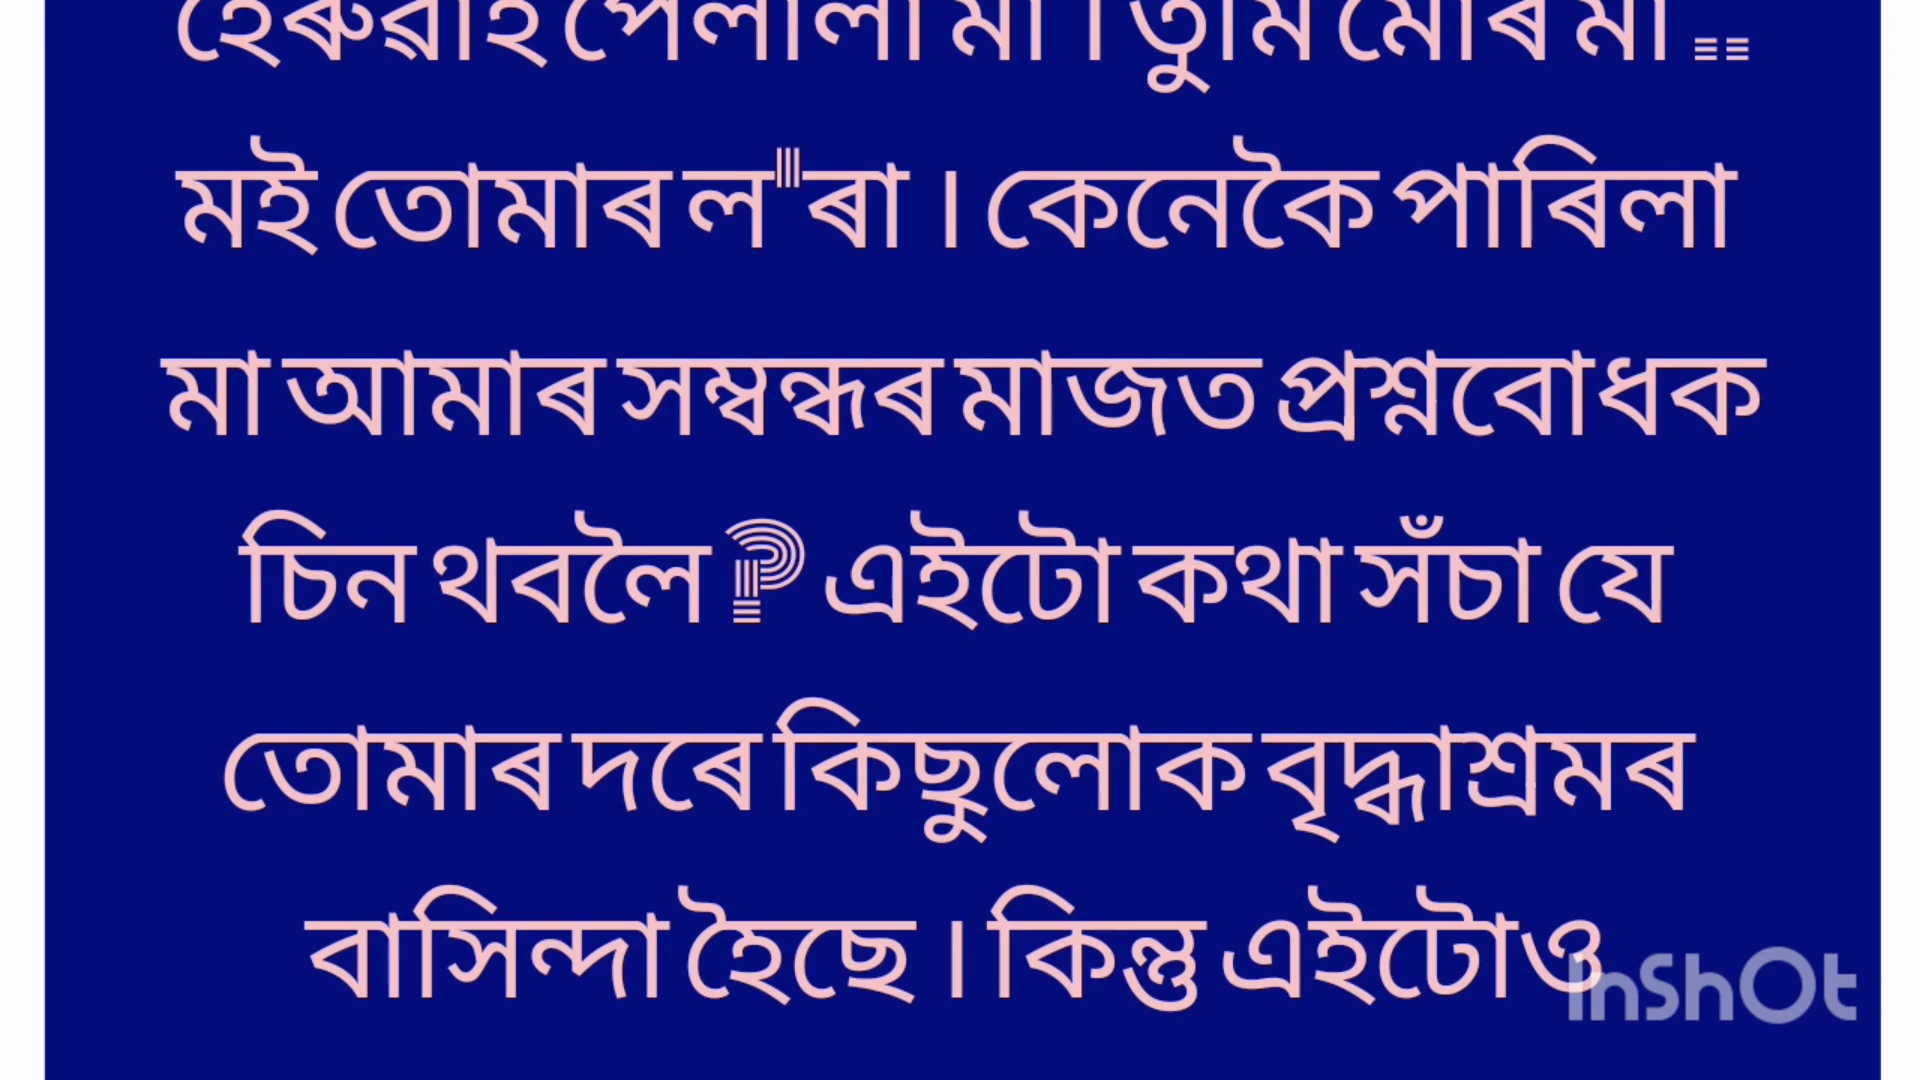 হেৰুৱাই পেলালা মা । তুমি মোৰ মা ..
মই তোমাৰ ল"ৰা । কেনেকৈ পাৰিলা
মা আমাৰ সম্বন্ধৰ মাজত প্ৰশ্নবোধক
চিন থবলৈ ? এইটো কথা সঁচা যে
তোমাৰ দৰে কিছুলোক বৃদ্ধাশ্ৰমৰ
বাসিন্দা হৈছে । কিন্তু এইটোও
InShOt